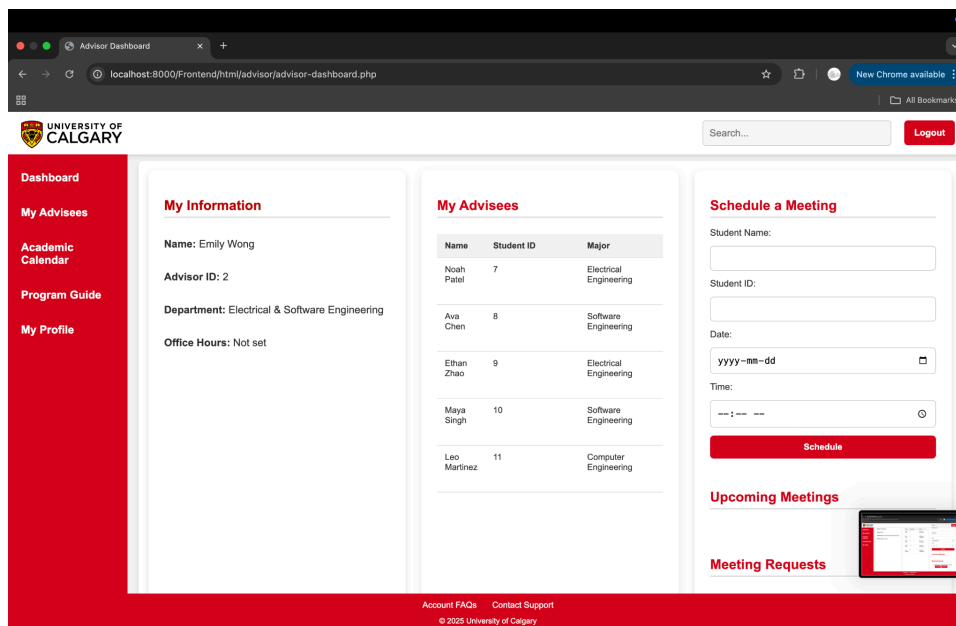 Advisor Dashboard
localhost:8000/Frontend/html/advisor/advisor-dashboard.php
New Chrome available
All Bookmarks
UNIVERSITY OF
CALGARY
Search...
Logout
Dashboard
My Advisees
Academic
Calendar
Program Guide
My Profile
My Information
Name: Emily Wong
Advisor ID: 2
Department: Electrical & Software Engineering
Office Hours: Not set
My Advisees
Name Student ID Major
Noah
Patel
7
Electrical
Engineering
Ava
Chen
8
Software
Engineering
Ethan
Zhao
9
Electrical
Engineering
Maya
Singh
10
Software
Engineering
Leo
Martinez
11
Computer
Engineering
Schedule a Meeting
Student Name:
Student ID:
Date:
yyyy-mm-dd
Time:
--:-- --
Schedule
Upcoming Meetings
Meeting Requests
Account FAQs Contact Support
© 2025 University of Calgary